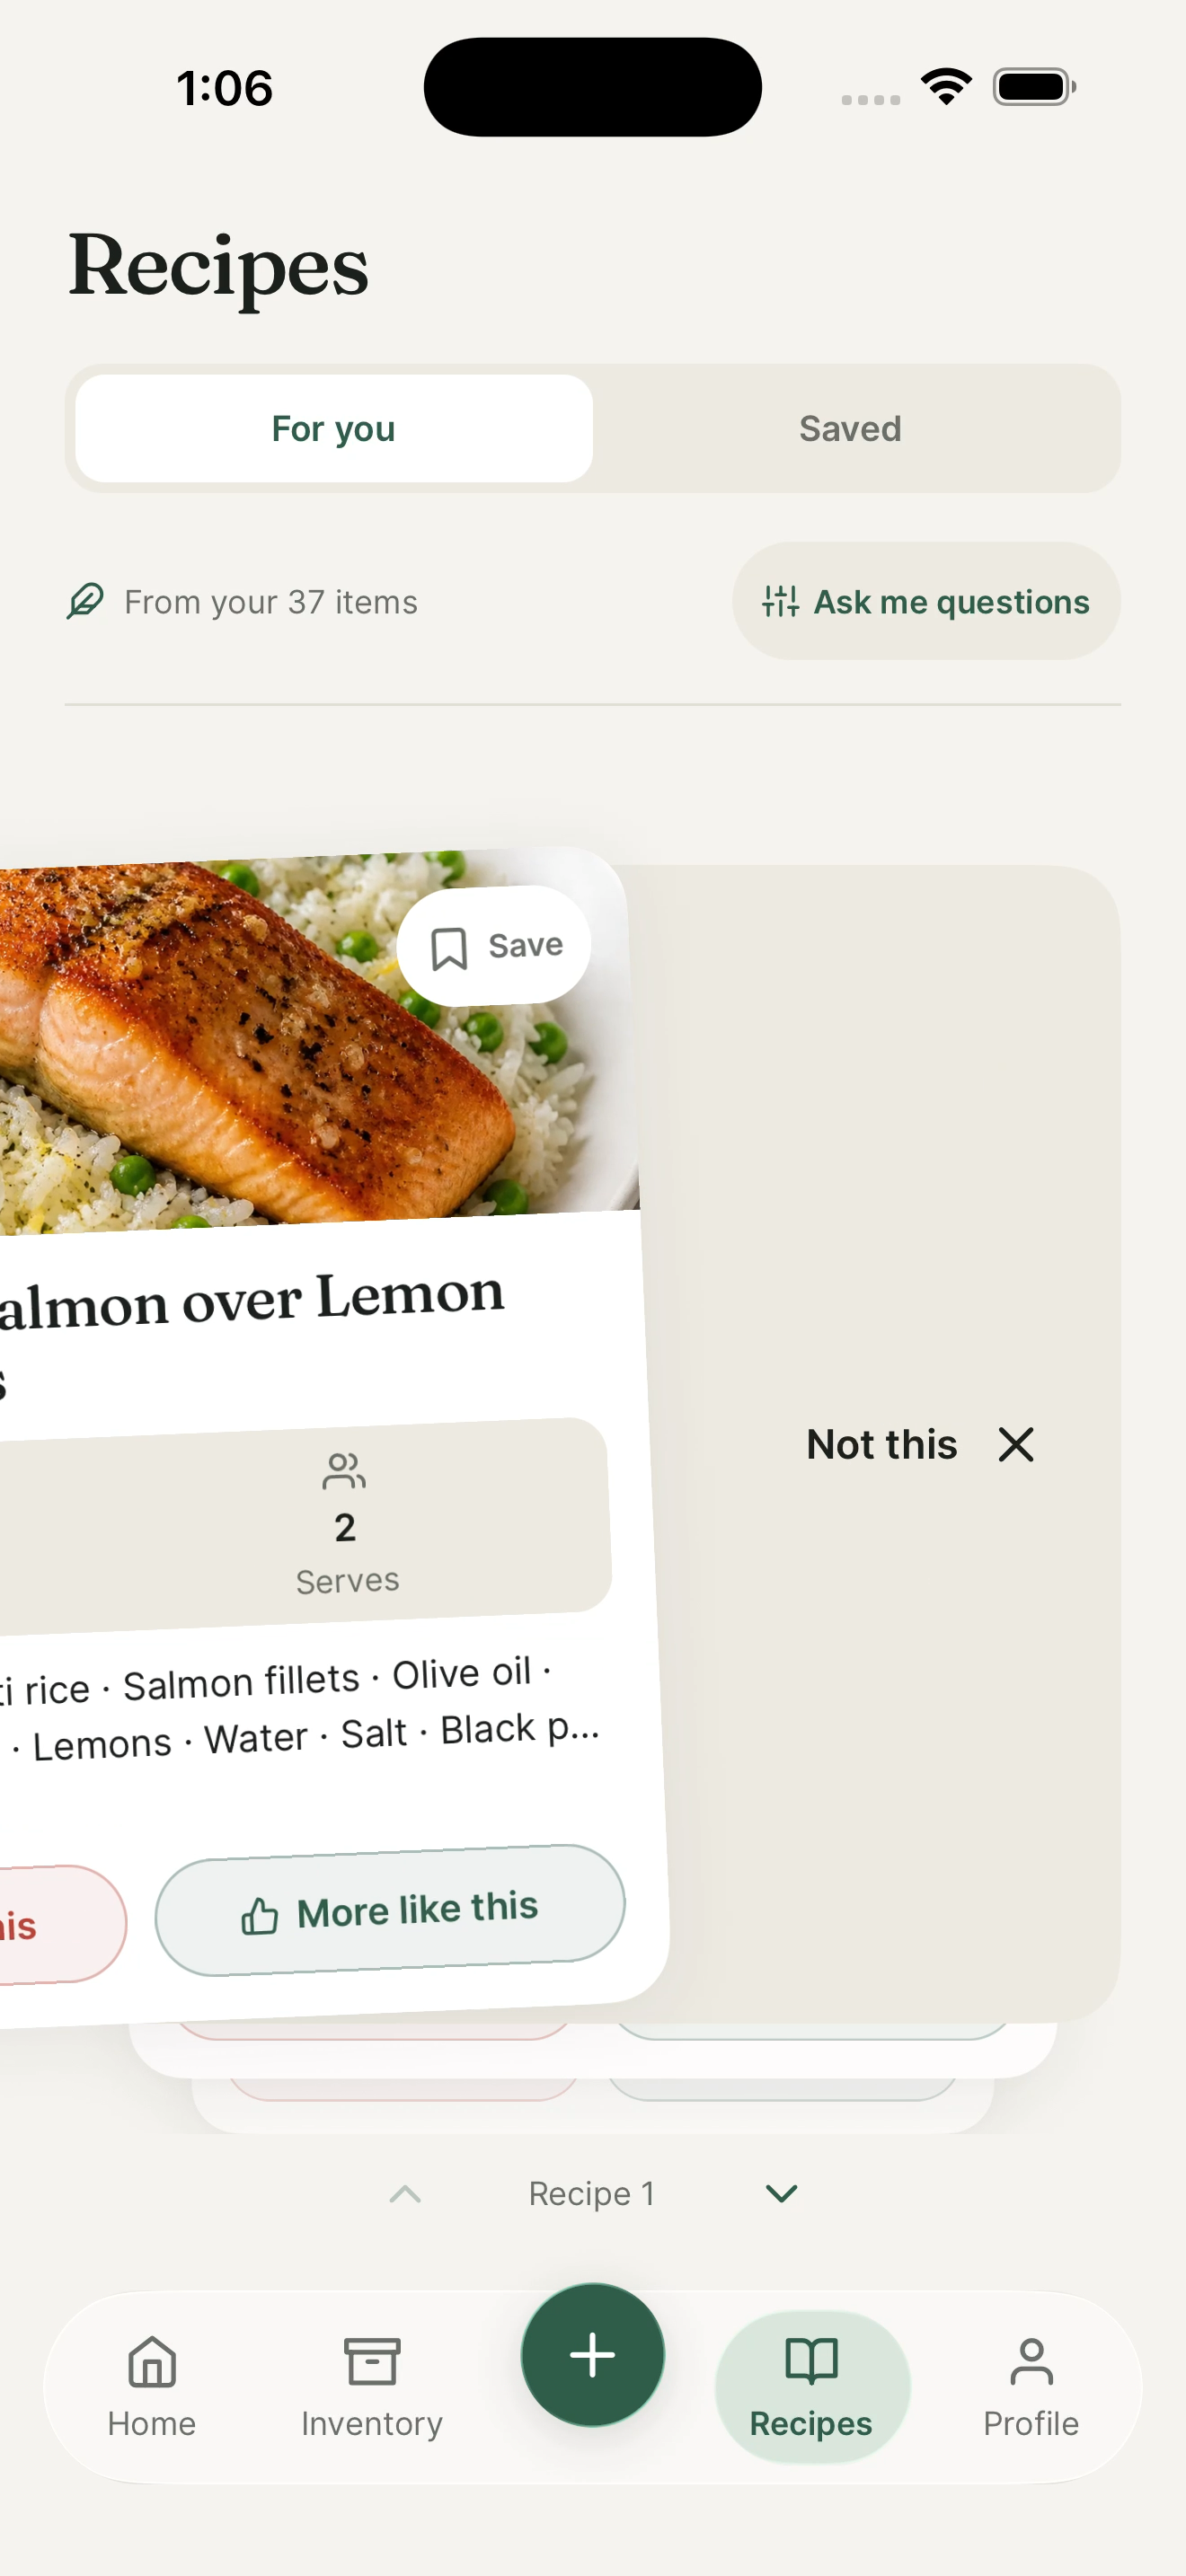 1:06
Recipes
For you
Saved
From your 37 items
Ask me questions
Save
almon over Lemon
s
Not this
2
Serves
ti rice · Salmon fillets · Olive oil ·
· Lemons · Water · Salt · Black p...
his
More like this
Recipe 1
Home
Inventory
Recipes
Profile